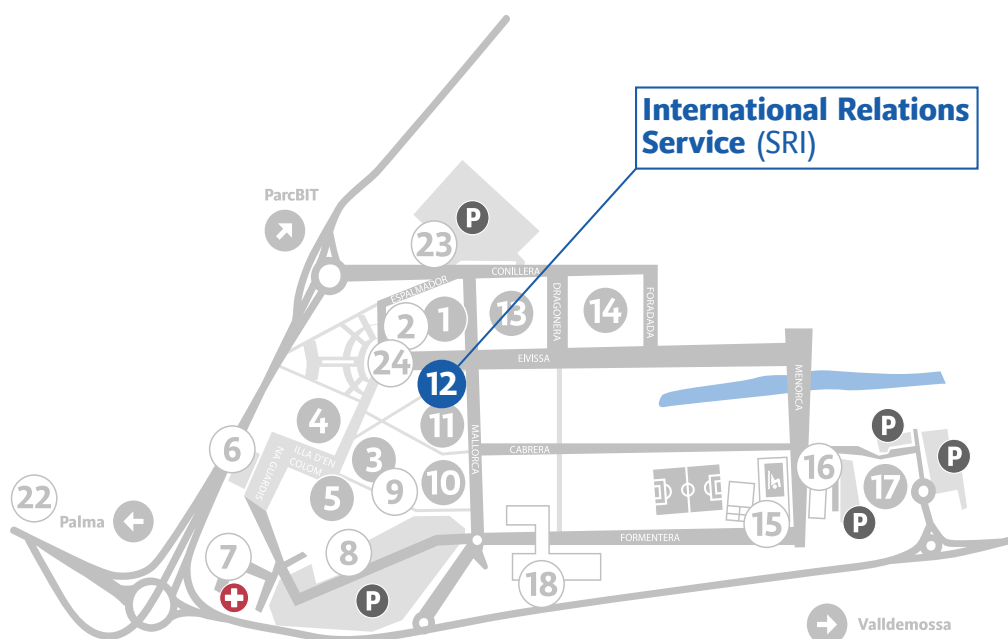 International Relations
Service (SRI)
ParcBIT
P
23
CONILLERA
ESPALMADOR
DRAGONERA
FORADADA
2
1
13
14
24
EIVISSA
12
MENORCA
4
11
MALLORCA
6
ILLA D'EN
COLOM
NA GUARDIS
3
CABRERA
P
P
16
5
9
10
17
22
Palma
15
P
7
8
FORMENTERA
18
P
Valldemossa